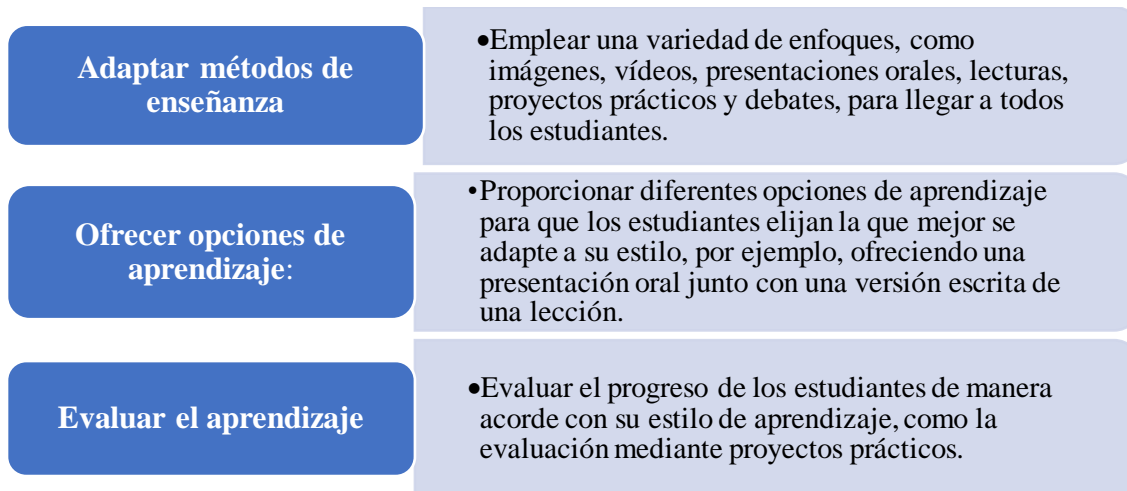 Adaptar métodos de
enseñanza
•Emplear una variedad de enfoques, como
imágenes, vídeos, presentaciones orales, lecturas,
proyectos prácticos y debates, para llegar a todos
los estudiantes.
Ofrecer opciones de
aprendizaje:
•Proporcionar diferentes opciones de aprendizaje
para que los estudiantes elijan la que mejor se
adapte a su estilo, por ejemplo, ofreciendo una
presentación oral junto con una versión escrita de
una lección.
Evaluar el aprendizaje
•Evaluar el progreso de los estudiantes de manera
acorde con su estilo de aprendizaje, como la
evaluación mediante proyectos prácticos.